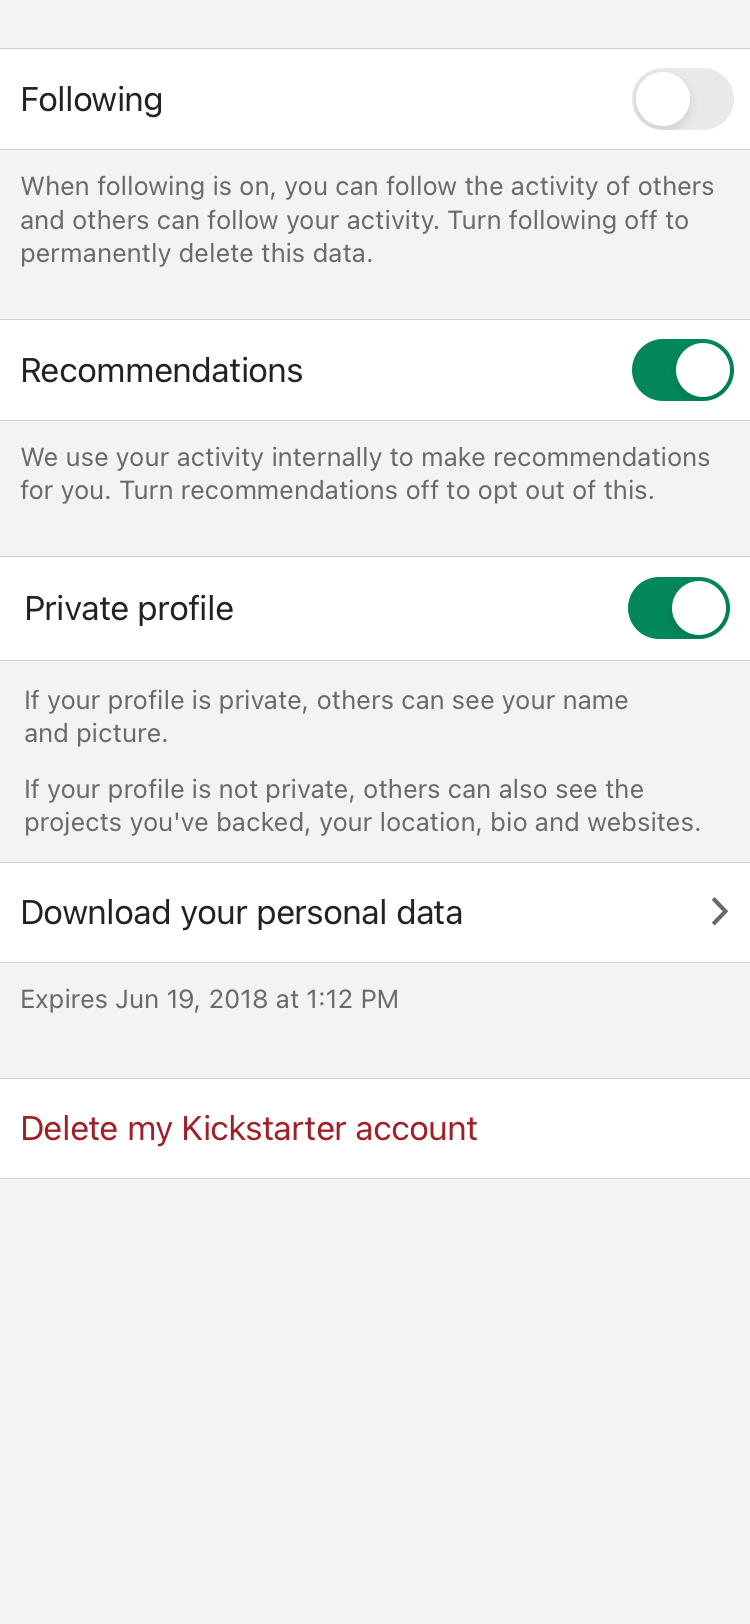 Following
When following is on, you can follow the activity of others
and others can follow your activity. Turn following off to
permanently delete this data.
Recommendations
We use your activity internally to make recommendations
for you. Turn recommendations off to opt out of this.
Private profile
If your profile is private, others can see your name
and picture.
If your profile is not private, others can also see the
projects you've backed, your location, bio and websites.
Download your personal data
Expires Jun 19, 2018 at 1:12 PM
Delete my Kickstarter account